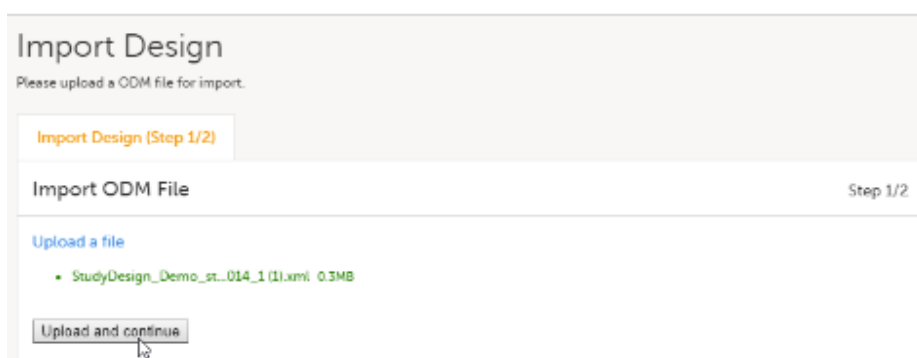 Import Design
Please upload a ODM file for import.
Import Design (Step 1/2)
Import ODM File Step 1/2
Upload a file
• StudyDesign_Demo_st...014_1 (1).xml 0.3MB
Upload and continue